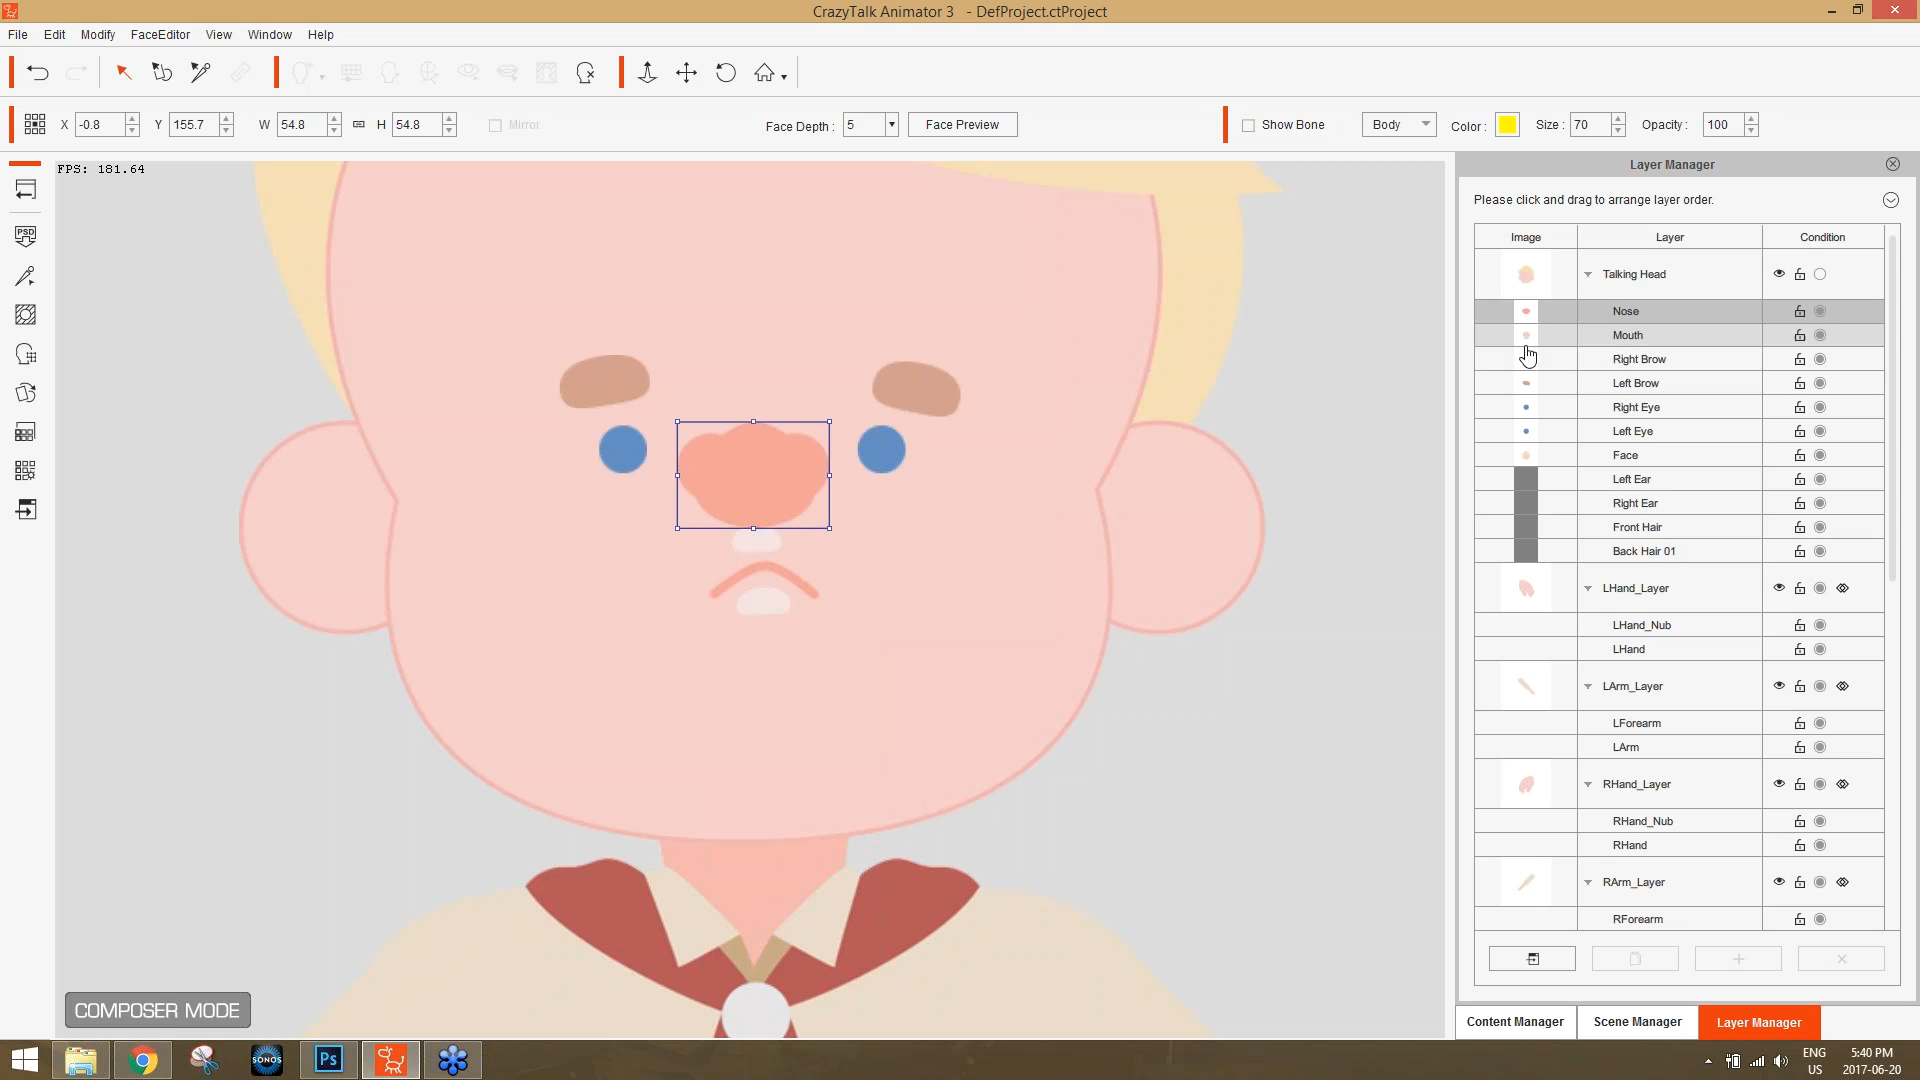 CrazyTalk Animator 3 - DefProject.ctProject
File Edit Modify FaceEditor View Window Help
X -0.8 Y 155.7 W 54.8 H 54.8 Mirror Face Depth : 5 Face Preview Show Bone Body Color : Size : 70 Opacity : 100
FPS: 181.64
Layer Manager
Please click and drag to arrange layer order.
Image Layer Condition
Talking Head
Nose
Mouth
Right Brow
Left Brow
Right Eye
Left Eye
Face
Left Ear
Right Ear
Front Hair
Back Hair 01
LHand_Layer
LHand_Nub
LHand
LArm_Layer
LForearm
LArm
RHand_Layer
RHand_Nub
RHand
RArm_Layer
RForearm
PSD
COMPOSER MODE
Content Manager Scene Manager Layer Manager
SONOS
Ps
ENG
US
5:40 PM
2017-06-20